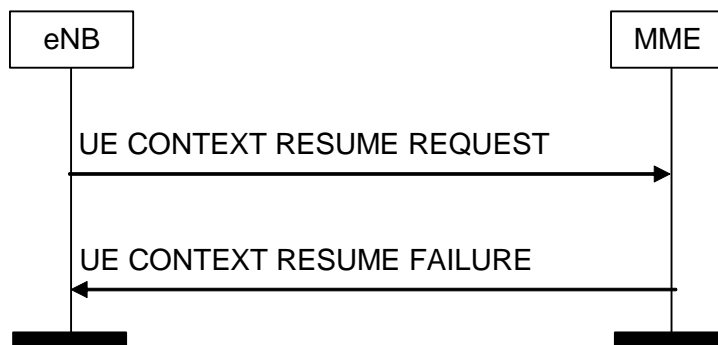 eNB
MME
UE CONTEXT RESUME REQUEST
UE CONTEXT RESUME FAILURE